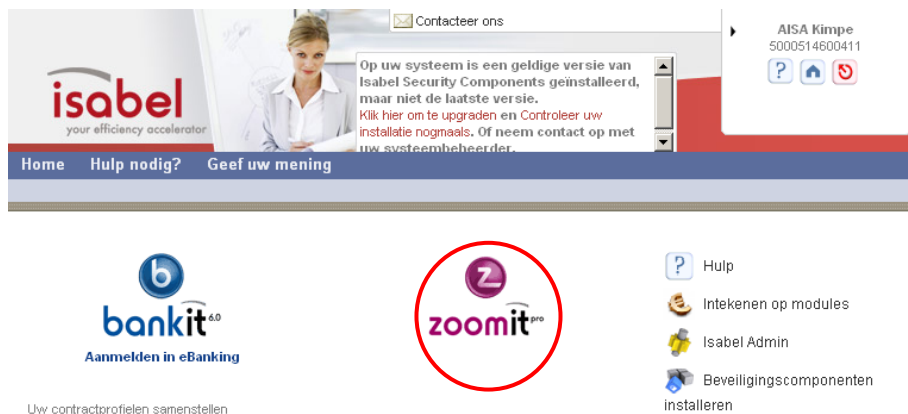 Contacteer ons
AISA Kimpe
5000514600411
Op uw systeem is een geldige versie van
Isabel Security Components geïnstalleerd,
maar niet de laatste versie.
Klik hier om te upgraden en Controleer uw
installatie nogmaals. Of neem contact op met
uw systeembeheerder.
isabel
your efficiency accelerator
Home Hulp nodig? Geef uw mening
b
bankit 6.0
Aanmelden in eBanking
z
zoomit pro
? Hulp
Intekenen op modules
Isabel Admin
Beveiligingscomponenten
installeren
Uw contractprofielen samenstellen